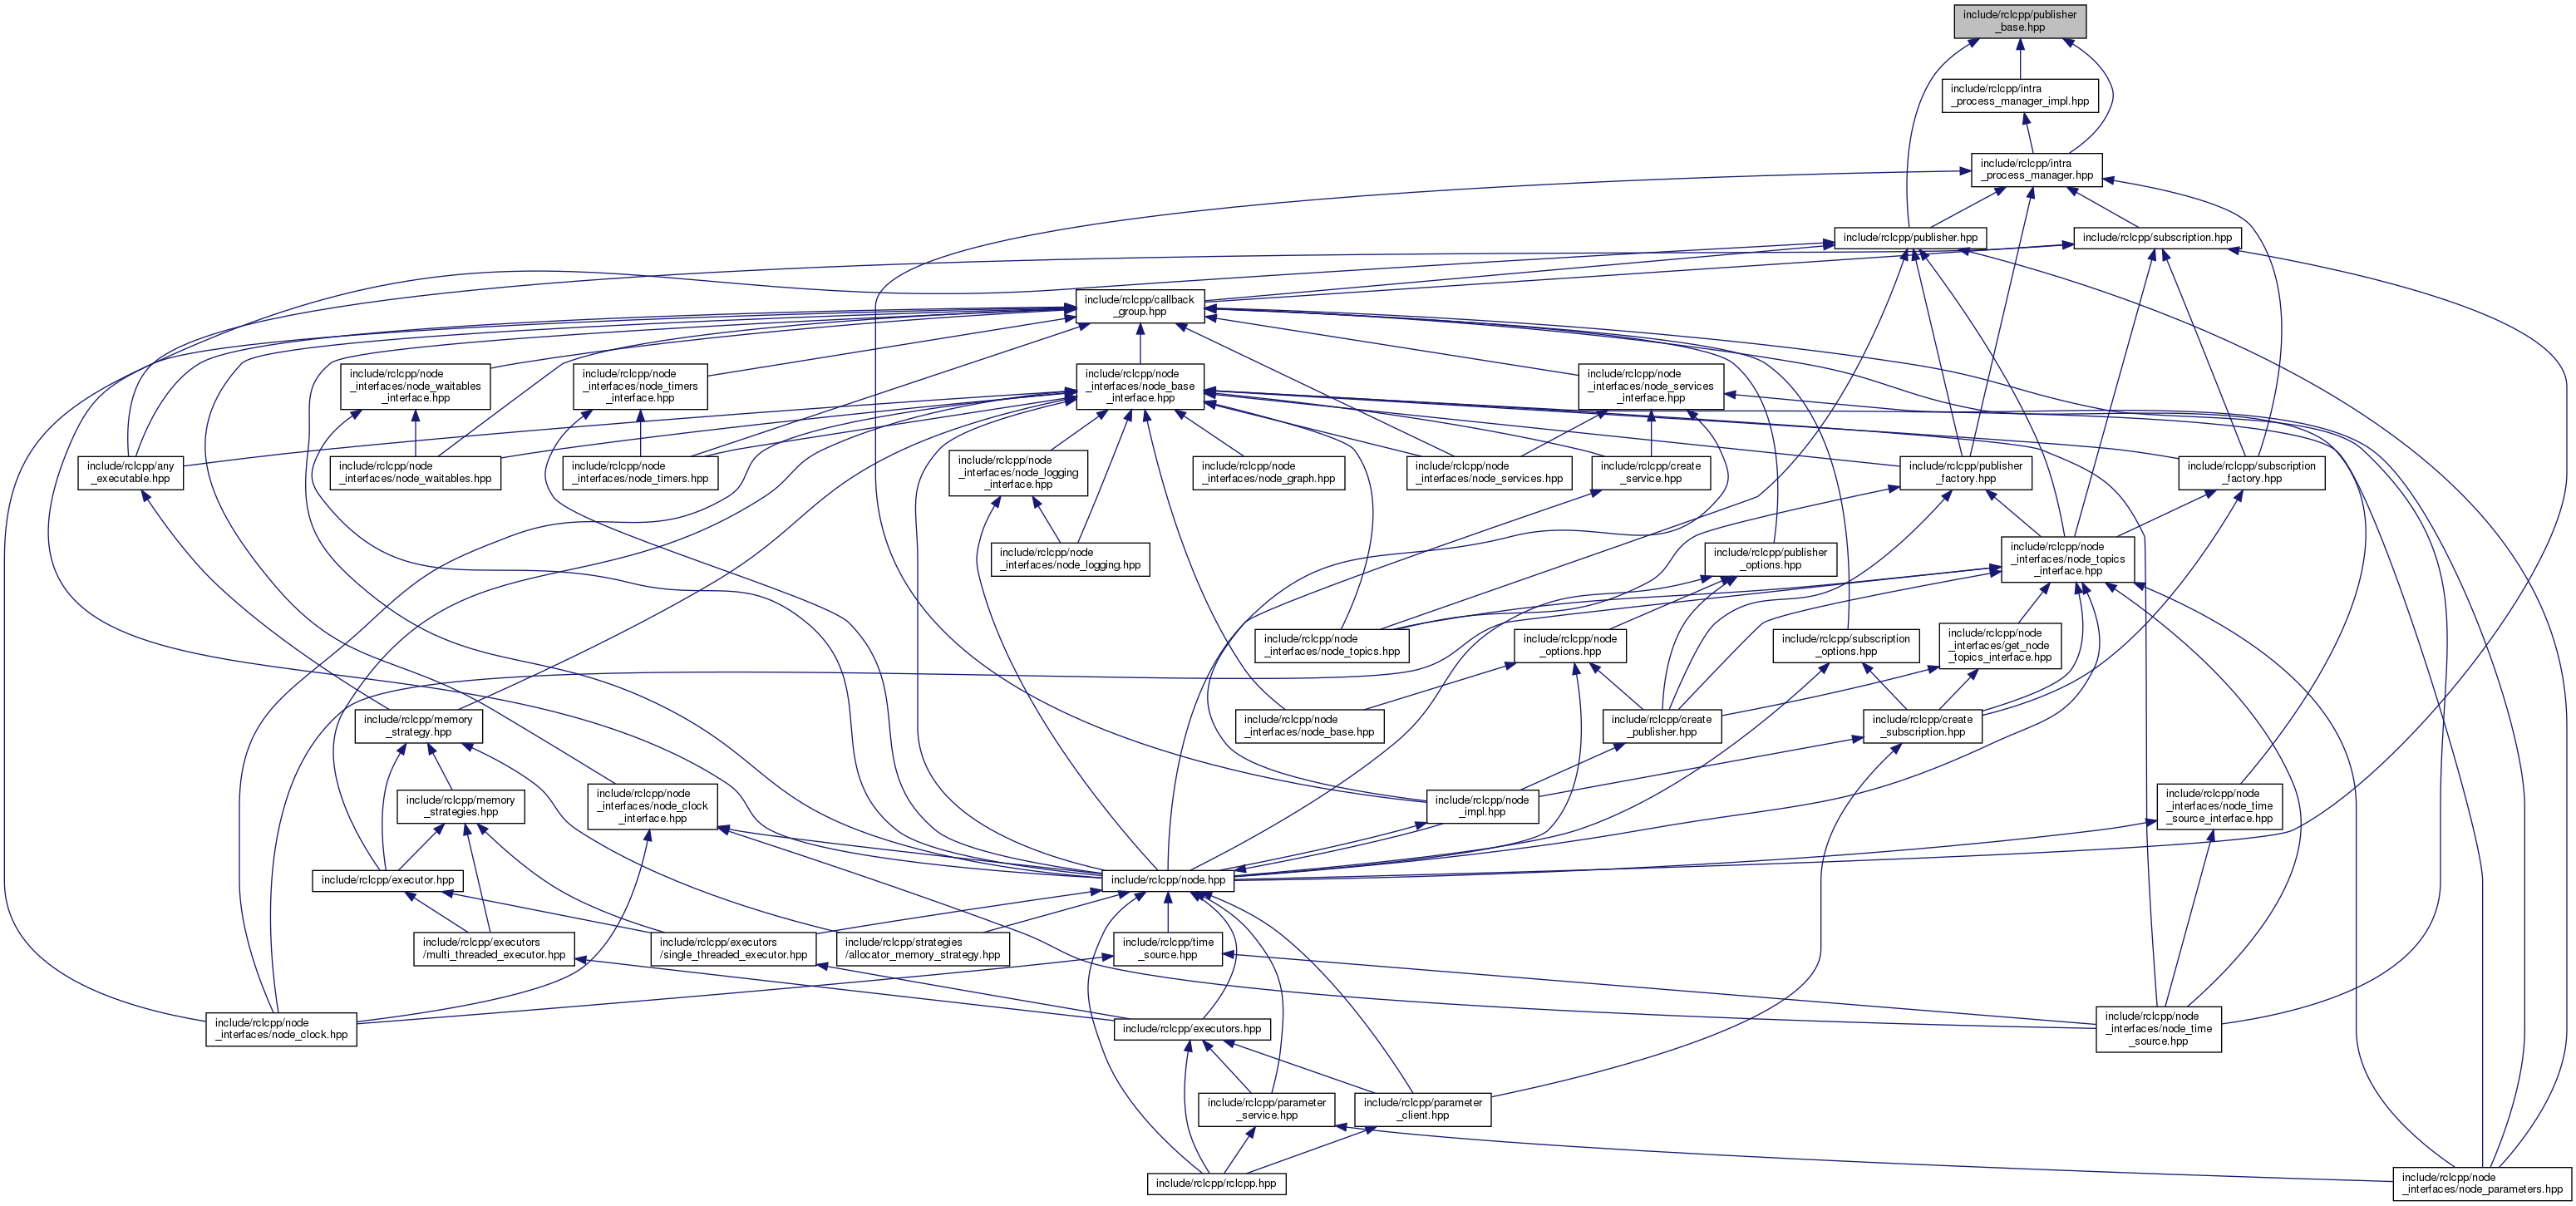 include/rclcpp/publisher
_base.hpp
include/rclcpp/intra
_process_manager_impl.hpp
include/rclcpp/intra
_process_manager.hpp
include/rclcpp/publisher.hpp
include/rclcpp/subscription.hpp
include/rclcpp/callback
_group.hpp
include/rclcpp/node
_interfaces/node_waitables
_interface.hpp
include/rclcpp/node
_interfaces/node_timers
_interface.hpp
include/rclcpp/node
_interfaces/node_base
_interface.hpp
include/rclcpp/node
_interfaces/node_services
_interface.hpp
include/rclcpp/any
_executable.hpp
include/rclcpp/node
_interfaces/node_waitables.hpp
include/rclcpp/node
_interfaces/node_timers.hpp
include/rclcpp/node
_interfaces/node_logging
_interface.hpp
include/rclcpp/node
_interfaces/node_graph.hpp
include/rclcpp/node
_interfaces/node_services.hpp
include/rclcpp/create
_service.hpp
include/rclcpp/publisher
_factory.hpp
include/rclcpp/subscription
_factory.hpp
include/rclcpp/node
_interfaces/node_logging.hpp
include/rclcpp/publisher
_options.hpp
include/rclcpp/node
_interfaces/node_topics
_interface.hpp
include/rclcpp/node
_interfaces/node_topics.hpp
include/rclcpp/node
_options.hpp
include/rclcpp/subscription
_options.hpp
include/rclcpp/node
_interfaces/get_node
_topics_interface.hpp
include/rclcpp/memory
_strategy.hpp
include/rclcpp/node
_interfaces/node_base.hpp
include/rclcpp/create
_publisher.hpp
include/rclcpp/create
_subscription.hpp
include/rclcpp/memory
_strategies.hpp
include/rclcpp/node
_interfaces/node_clock
_interface.hpp
include/rclcpp/node
_impl.hpp
include/rclcpp/node
_interfaces/node_time
_source_interface.hpp
include/rclcpp/executor.hpp
include/rclcpp/node.hpp
include/rclcpp/executors
/multi_threaded_executor.hpp
include/rclcpp/executors
/single_threaded_executor.hpp
include/rclcpp/strategies
/allocator_memory_strategy.hpp
include/rclcpp/time
_source.hpp
include/rclcpp/node
_interfaces/node_clock.hpp
include/rclcpp/executors.hpp
include/rclcpp/node
_interfaces/node_time
_source.hpp
include/rclcpp/parameter
_service.hpp
include/rclcpp/parameter
_client.hpp
include/rclcpp/rclcpp.hpp
include/rclcpp/node
_interfaces/node_parameters.hpp